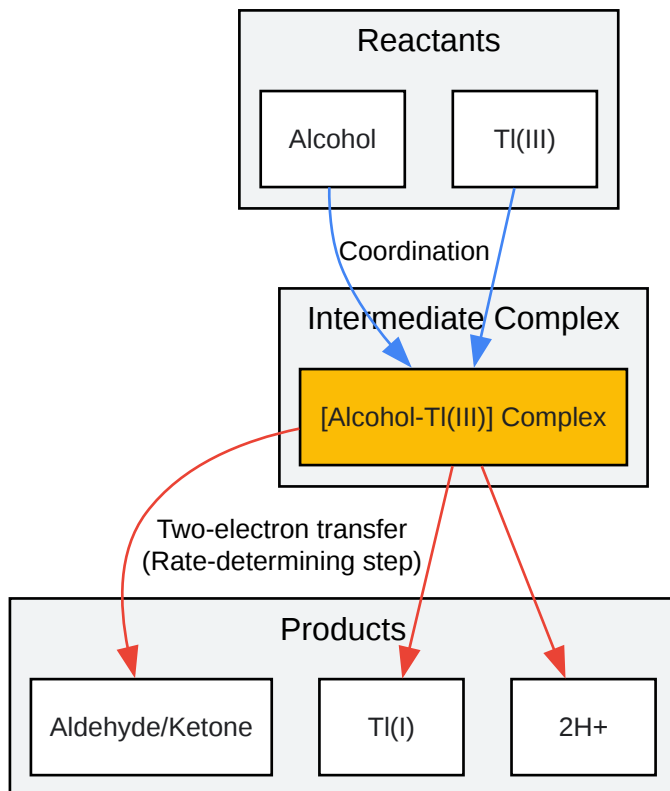 Reactants
Alcohol
Tl(III)
Coordination
Intermediate Complex
[Alcohol-Tl(III)] Complex
Two-electron transfer
(Rate-determining step)
Products
Aldehyde/Ketone
Tl(I)
2H+